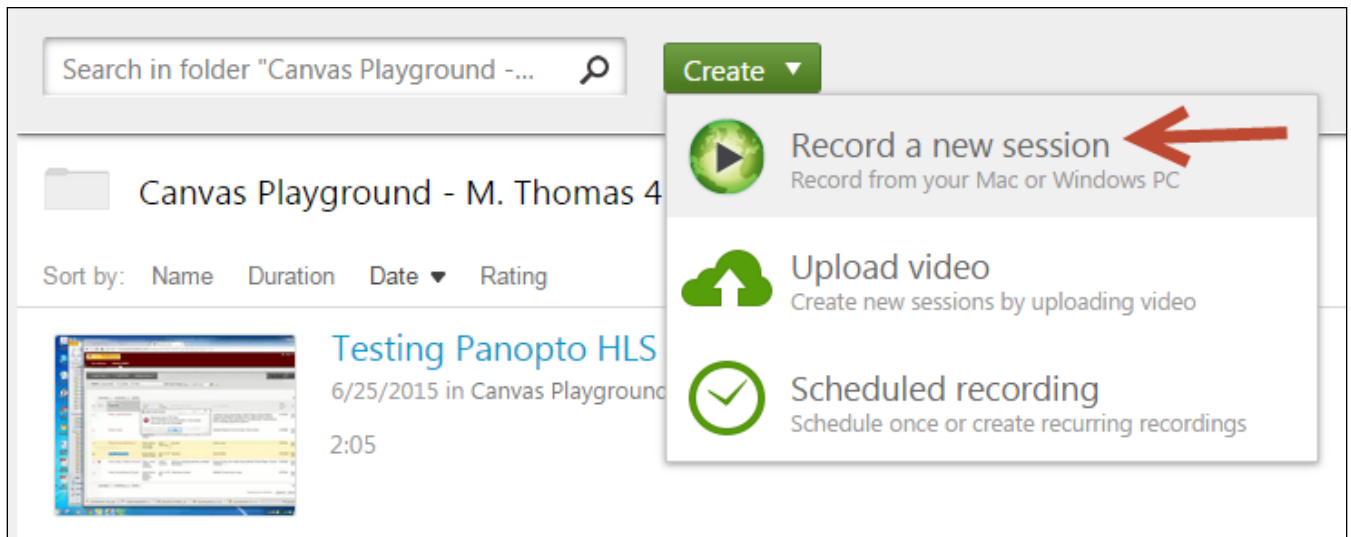 Search in folder "Canvas Playground -...
Create
Record a new session
Record from your Mac or Windows PC
Canvas Playground - M. Thomas 4
Upload video
Create new sessions by uploading video
Sort by: Name Duration Date Rating
Testing Panopto HLS
6/25/2015 in Canvas Playground
2:05
Scheduled recording
Schedule once or create recurring recordings